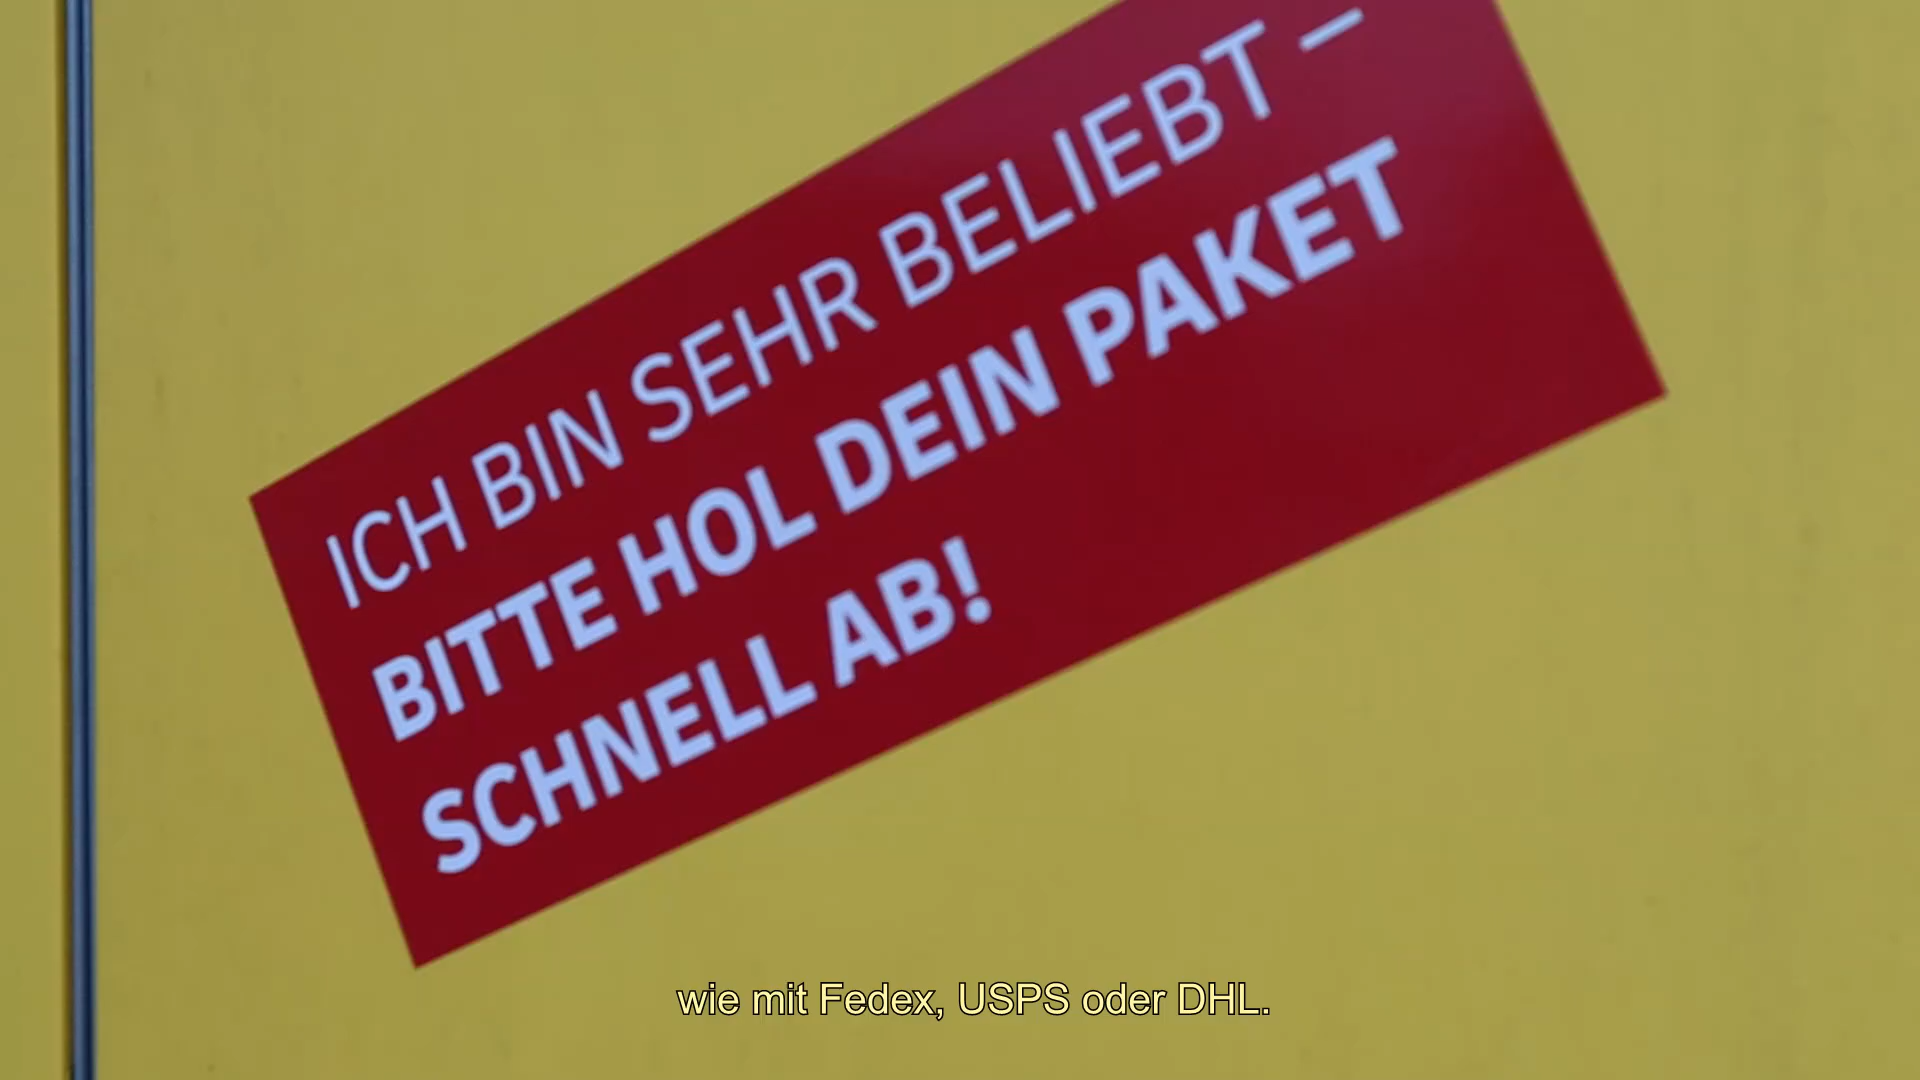 ICH BIN SEHR BELIEBT –
BITTE HOL DEIN PAKET
SCHNELL AB!
wie mit Fedex, USPS oder DHL.